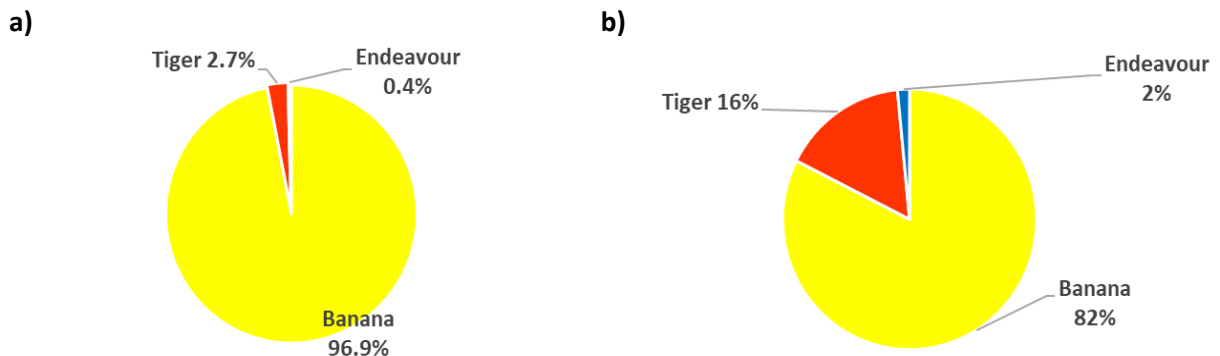 a)
Tiger 2.7%
Endeavour
0.4%
Banana
96.9%
b)
Endeavour
2%
Tiger 16%
Banana
82%